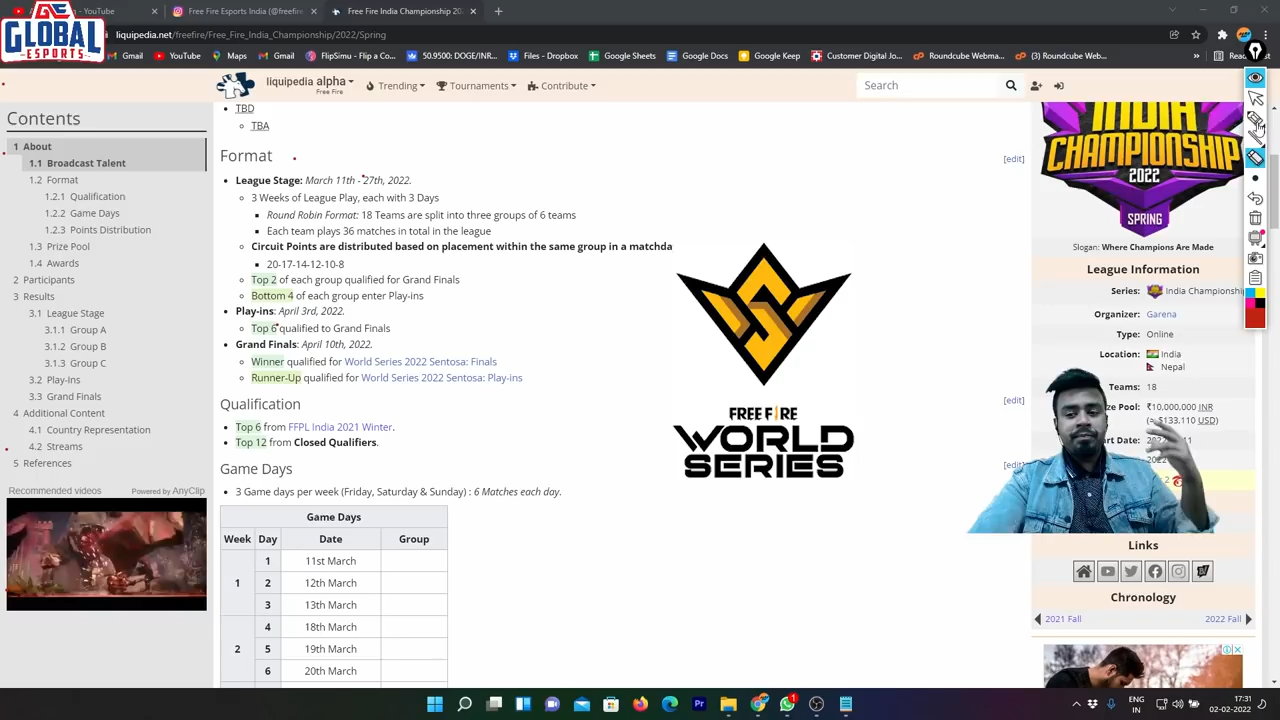 GLOBAL
ESPORTS
Free Fire India Championship 20
liquipedia.net/freefire/Free_Fire_India_Championship/2022/Spring
Gmail
YouTube
Maps
Gmail
FlipSimu - Flip a Co...
50.9500: DOGE/INR...
Files - Dropbox
Google Sheets
Google Docs
Google Keep
Customer Digital Jo...
Roundcube Webma...
(3) Roundcube Web...
liquipedia alpha
Free Fire
Trending
Tournaments
Contribute
Search
Contents
1 About
1.1 Broadcast Talent
1.2 Format
1.2.1 Qualification
1.2.2 Game Days
1.2.3 Points Distribution
1.3 Prize Pool
1.4 Awards
2 Participants
3 Results
3.1 League Stage
3.1.1 Group A
3.1.2 Group B
3.1.3 Group C
3.2 Play-Ins
3.3 Grand Finals
4 Additional Content
4.1 Country Representation
4.2 Streams
5 References
Recommended videos
Powered by AnyClip
TBD
TBA
Format
[edit]
League Stage: March 11th - 27th, 2022.
3 Weeks of League Play, each with 3 Days
Round Robin Format: 18 Teams are split into three groups of 6 teams
Each team plays 36 matches in total in the league
Circuit Points are distributed based on placement within the same group in a matchda
20-17-14-12-10-8
Top 2 of each group qualified for Grand Finals
Bottom 4 of each group enter Play-ins
Play-ins: April 3rd, 2022.
Top 6 qualified to Grand Finals
Grand Finals: April 10th, 2022.
Winner qualified for World Series 2022 Sentosa: Finals
Runner-Up qualified for World Series 2022 Sentosa: Play-ins
Qualification
[edit]
Top 6 from FFPL India 2021 Winter.
Top 12 from Closed Qualifiers.
Game Days
[edit]
3 Game days per week (Friday, Saturday & Sunday) : 6 Matches each day.
Game Days
Week Day Date Group
1 1 11st March
2 12th March
3 13th March
2 4 18th March
5 19th March
6 20th March
FREE FIRE
WORLD
SERIES
INDIA
CHAMPIONSHIP
2022
SPRING
Slogan: Where Champions Are Made
League Information
Series: India Championship
Organizer: Garena
Type: Online
Location: India
Nepal
Teams: 18
ze Pool: ₹10,000,000 INR
(≈ $133,110 USD)
Links
Chronology
2021 Fall
2022 Fall
1
ENG
IN
17:31
02-02-2022